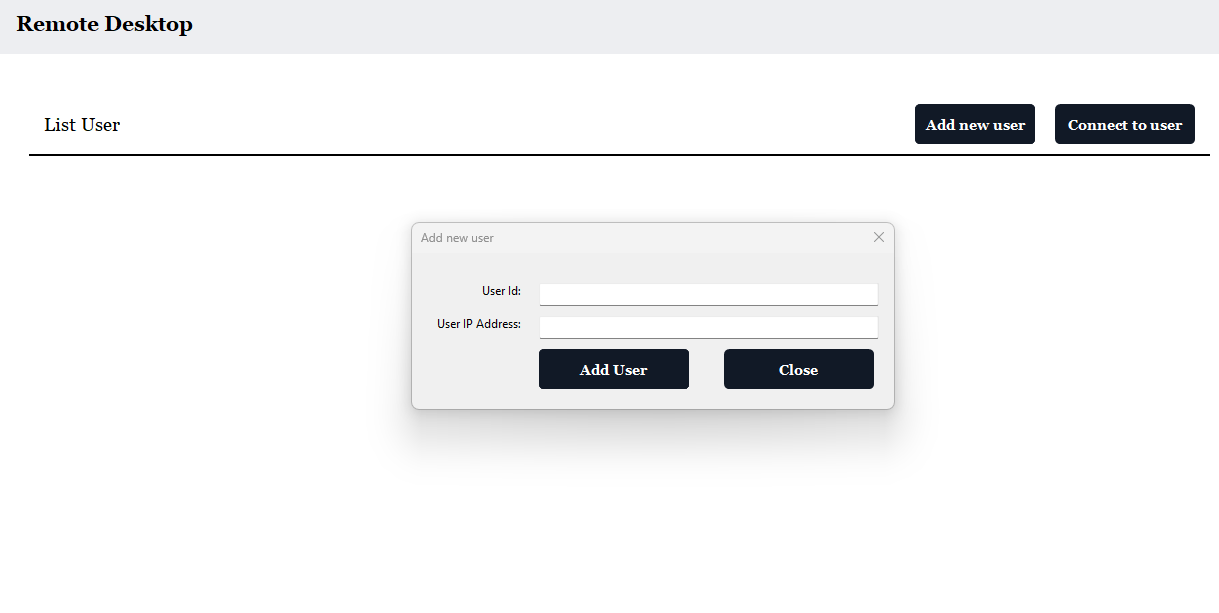 Remote Desktop
List User
Add new user
Connect to user
Add new user
User Id:
User IP Address:
Add User
Close